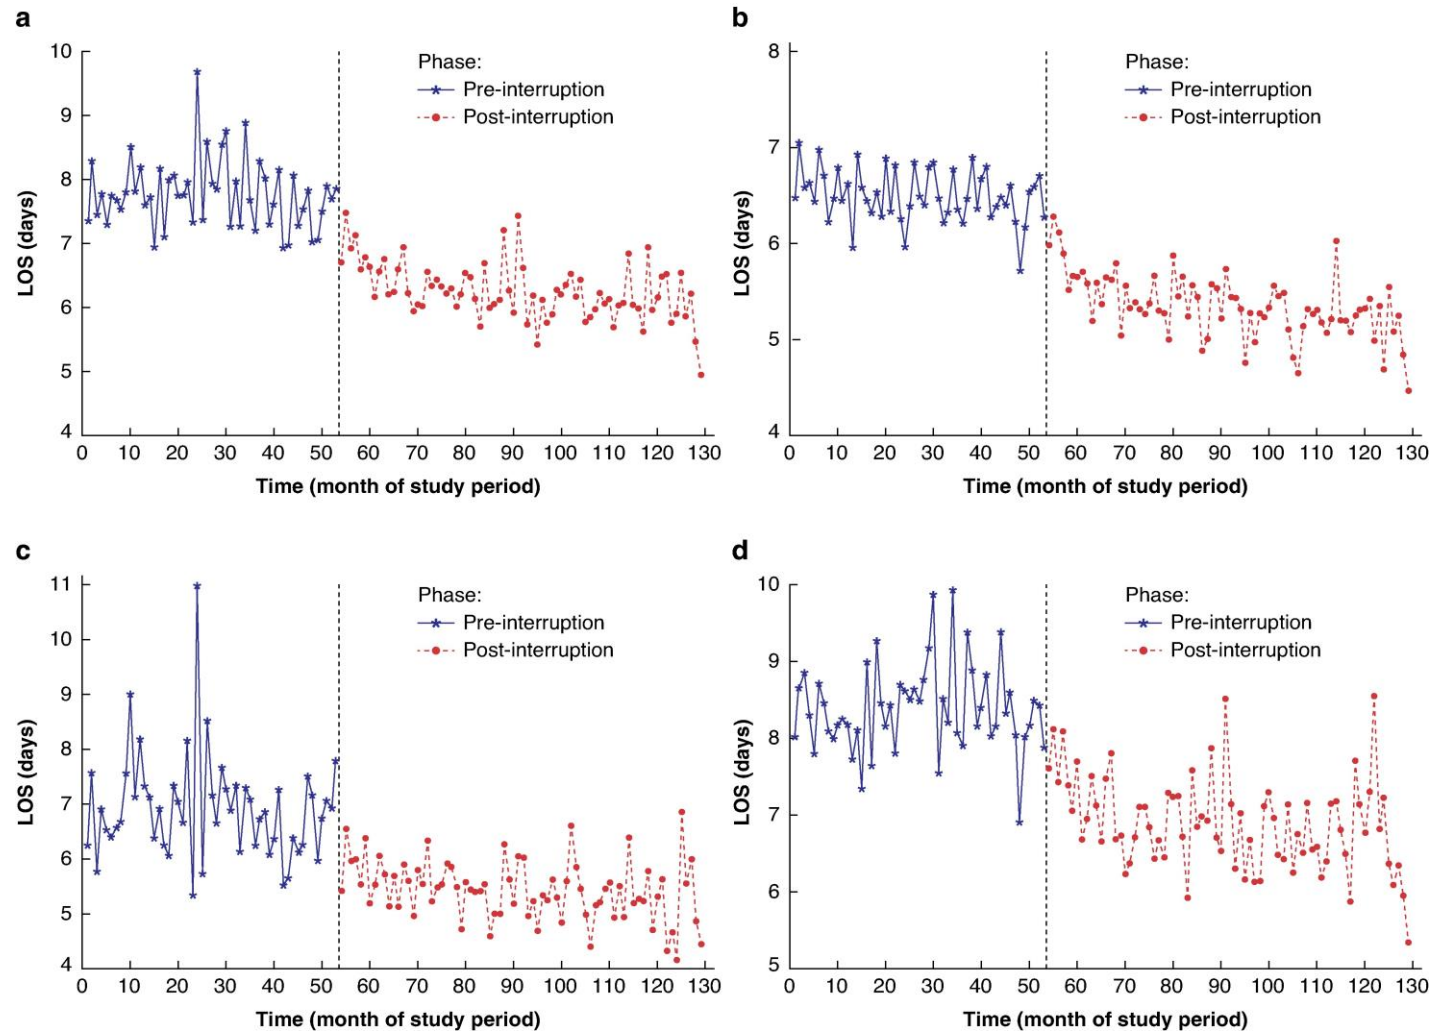 a
10
9
8
7
6
5
4
LOS (days)
0 10 20 30 40 50 60 70 80 90 100 110 120 130
Time (month of study period)
Phase:
Pre-interruption
Post-interruption
b
8
7
6
5
4
LOS (days)
0 10 20 30 40 50 60 70 80 90 100 110 120 130
Time (month of study period)
Phase:
Pre-interruption
Post-interruption
c
11
10
9
8
7
6
5
4
LOS (days)
0 10 20 30 40 50 60 70 80 90 100 110 120 130
Time (month of study period)
Phase:
Pre-interruption
Post-interruption
d
10
9
8
7
6
5
LOS (days)
0 10 20 30 40 50 60 70 80 90 100 110 120 130
Time (month of study period)
Phase:
Pre-interruption
Post-interruption